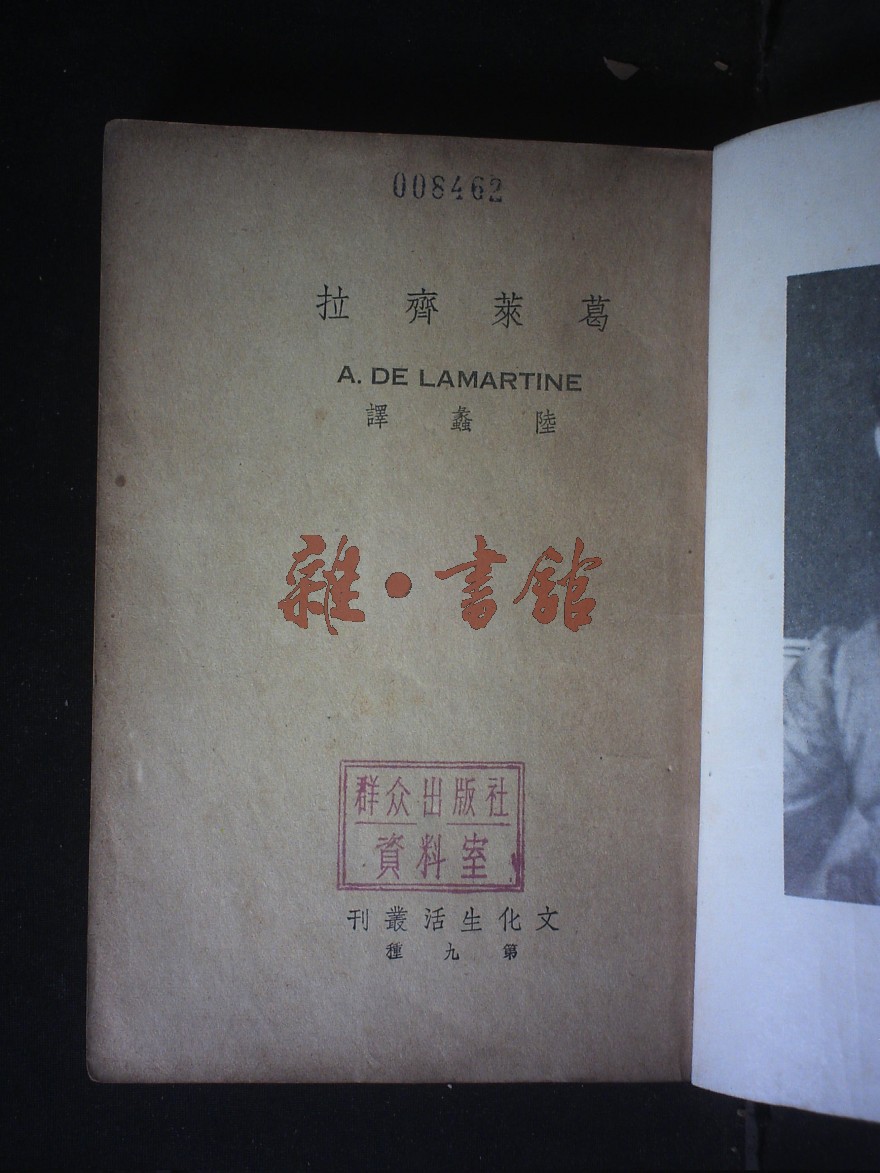 008462
葛萊齊拉
A. DE LAMARTINE
陸蠡譯
雜·書館
群众出版社
資料室
文化生活叢刊
第九種